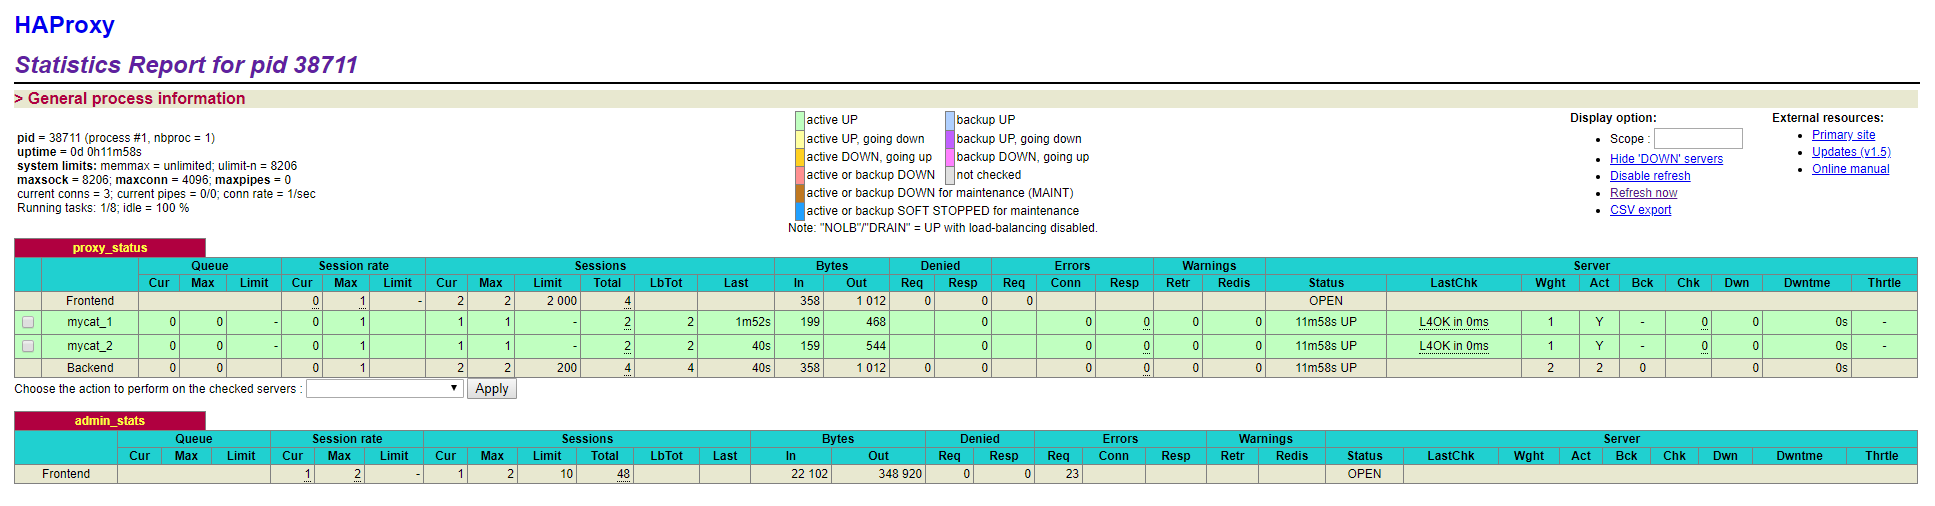 HAProxy
Statistics Report for pid 38711
> General process information
pid = 38711 (process #1, nbproc = 1)
uptime = 0d 0h11m58s
system limits: memmax = unlimited; ulimit-n = 8206
maxsock = 8206; maxconn = 4096; maxpipes = 0
current conns = 3; current pipes = 0/0; conn rate = 1/sec
Running tasks: 1/8; idle = 100 %
active UP backup UP
active UP, going down backup UP, going down
active DOWN, going up backup DOWN, going up
active or backup DOWN not checked
active or backup DOWN for maintenance (MAINT)
active or backup SOFT STOPPED for maintenance
Note: "NOLB"/"DRAIN" = UP with load-balancing disabled.
Display option:
Scope :
Hide 'DOWN' servers
Disable refresh
Refresh now
CSV export
External resources:
Primary site
Updates (v1.5)
Online manual
proxy_status
Queue Session rate Sessions Bytes Denied Errors Warnings Server
Cur Max Limit Cur Max Limit Cur Max Limit Total LbTot Last In Out Req Resp Req Conn Resp Retr Redis Status LastChk Wght Act Bck Chk Dwn Dwntme Thrtle
Frontend 0 1 - 2 2 2 000 4 358 1 012 0 0 0 OPEN
mycat_1 0 0 - 0 1 1 1 - 2 2 1m52s 199 468 0 0 0 0 0 11m58s UP L4OK in 0ms 1 Y - 0 0 0s -
mycat_2 0 0 - 0 1 1 1 - 2 2 40s 159 544 0 0 0 0 0 11m58s UP L4OK in 0ms 1 Y - 0 0 0s -
Backend 0 0 0 1 2 2 200 4 4 40s 358 1 012 0 0 0 0 0 0 11m58s UP 2 2 0 0 0s
Choose the action to perform on the checked servers : Apply
admin_stats
Queue Session rate Sessions Bytes Denied Errors Warnings Server
Cur Max Limit Cur Max Limit Cur Max Limit Total LbTot Last In Out Req Resp Req Conn Resp Retr Redis Status LastChk Wght Act Bck Chk Dwn Dwntme Thrtle
Frontend 1 2 - 1 2 10 48 22 102 348 920 0 0 23 OPEN